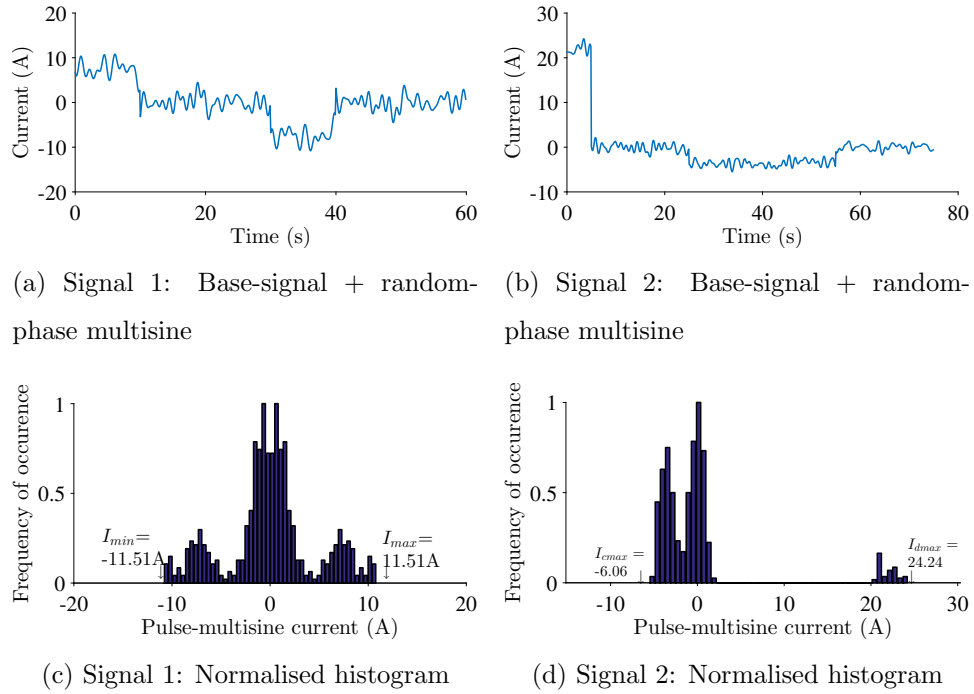 20
10
0
-10
-20
Current (A)
0
20
40
60
Time (s)
30
20
10
0
-10
Current (A)
0
20
40
60
80
Time (s)
(a) Signal 1: Base-signal + random-
phase multisine
(b) Signal 2: Base-signal + random-
phase multisine
Frequency of occurence
1
0.5
0
I_min=
-11.51A
I_max=
11.51A
-20
-10
0
10
20
Pulse-multisine current (A)
Frequency of occurence
1
0.5
0
I_cmax =
-6.06
I_dmax =
24.24
-10
0
10
20
30
Pulse-multisine current (A)
(c) Signal 1: Normalised histogram
(d) Signal 2: Normalised histogram